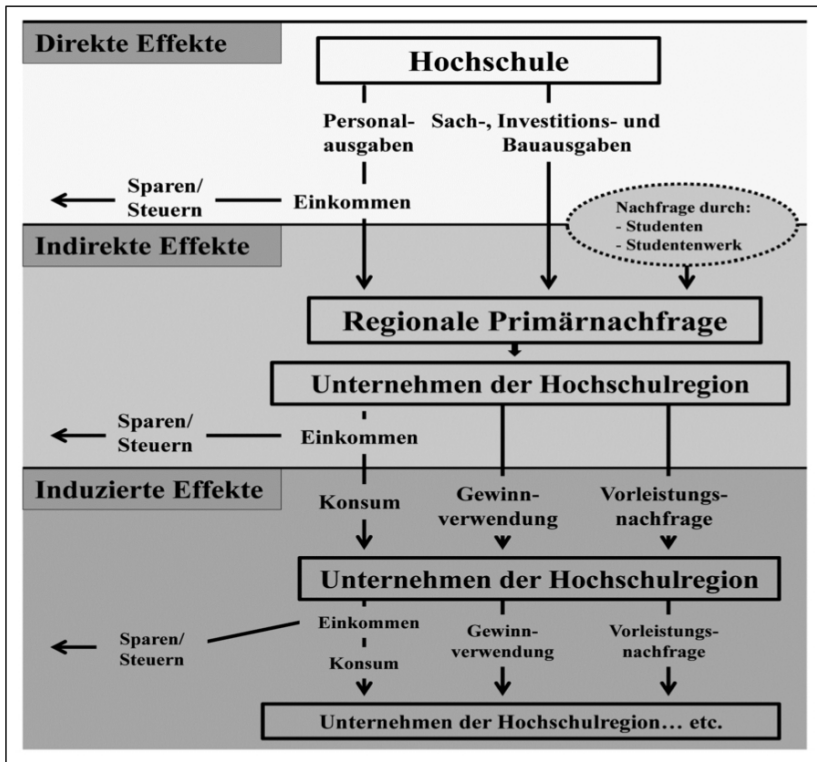 Direkte Effekte
Hochschule
Personal-
ausgaben
Sach-, Investitions- und
Bauausgaben
Sparen/
Steuern
Einkommen
Nachfrage durch:
- Studenten
- Studentenwerk
Indirekte Effekte
Regionale Primärnachfrage
Unternehmen der Hochschulregion
Sparen/
Steuern
Einkommen
Induzierte Effekte
Konsum
Gewinn-
verwendung
Vorleistungs-
nachfrage
Unternehmen der Hochschulregion
Sparen/
Steuern
Einkommen
Konsum
Gewinn-
verwendung
Vorleistungs-
nachfrage
Unternehmen der Hochschulregion... etc.